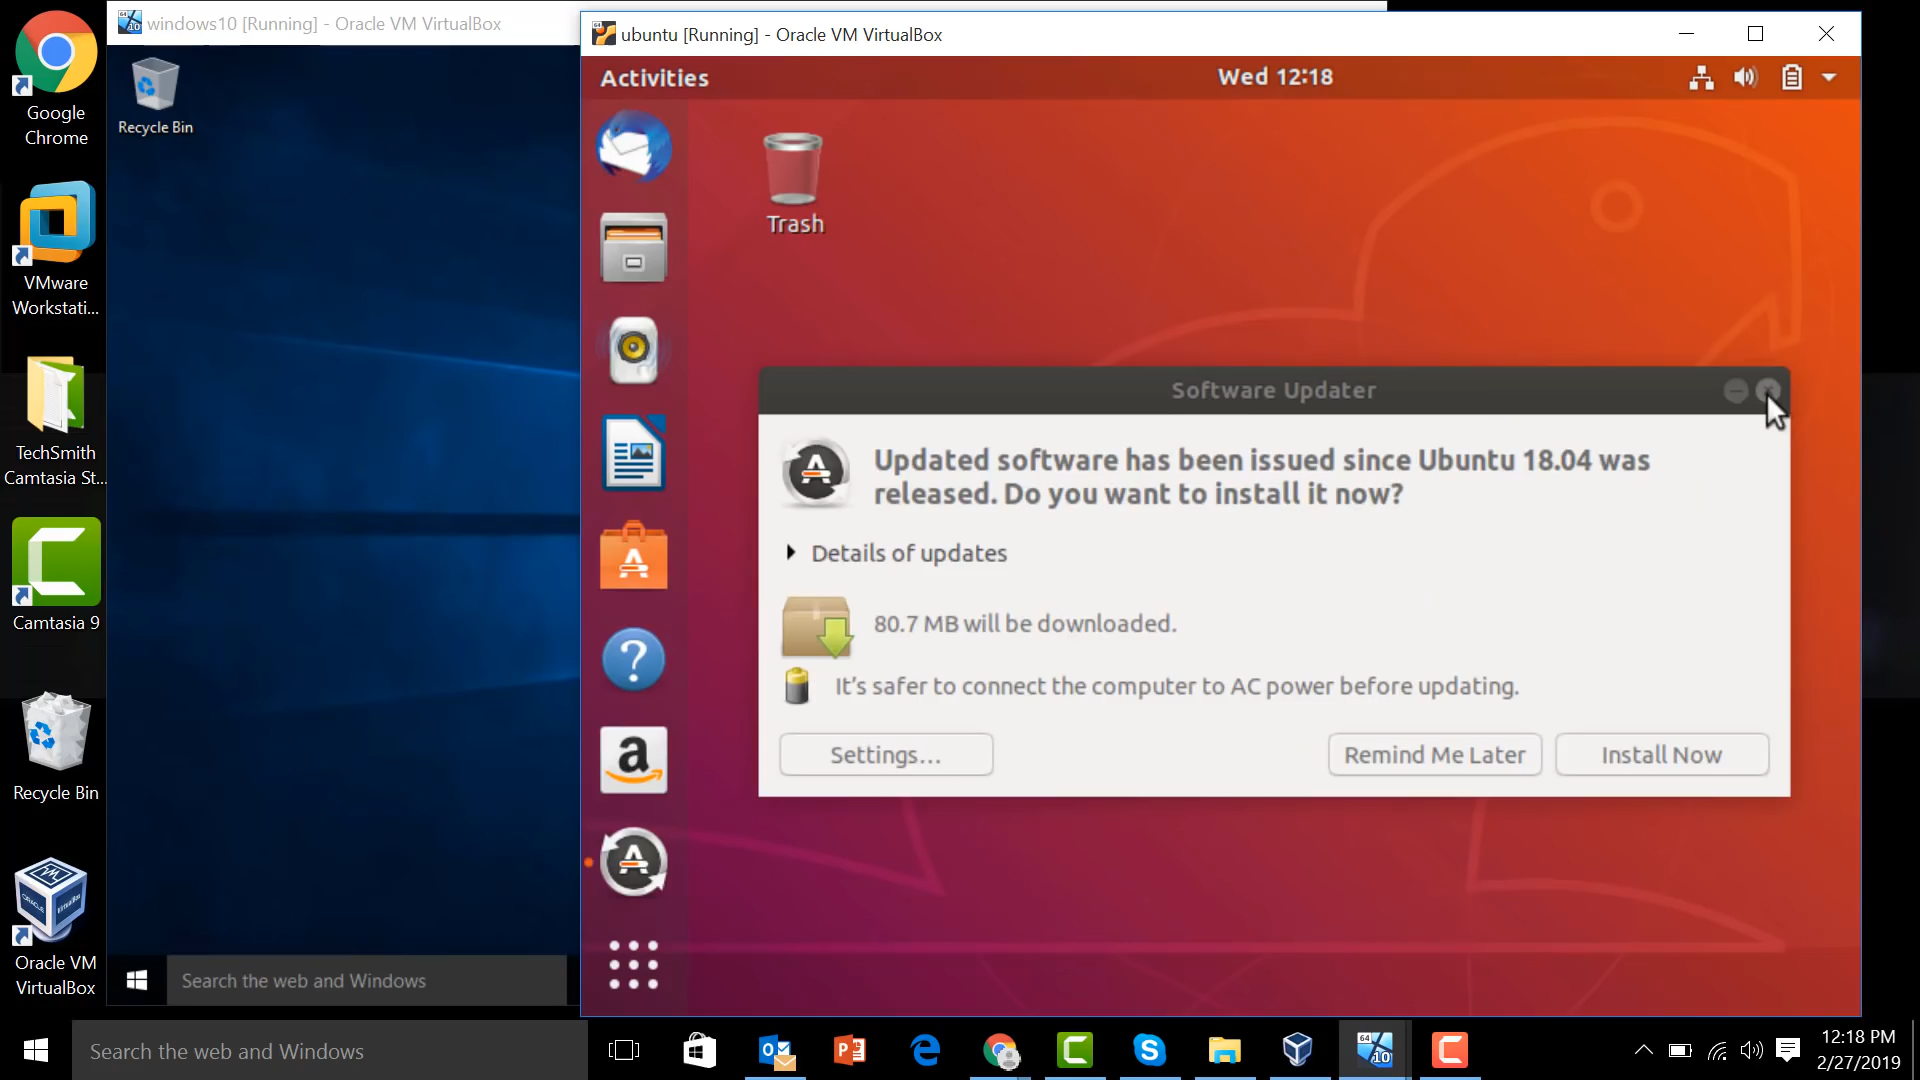 windows10 [Running] - Oracle VM VirtualBox
ubuntu [Running] - Oracle VM VirtualBox
Activities
Wed 12:18
Google
Chrome
Recycle Bin
Trash
VMware
Workstati...
Software Updater
Updated software has been issued since Ubuntu 18.04 was
released. Do you want to install it now?
TechSmith
Camtasia St...
Details of updates
80.7 MB will be downloaded.
Camtasia 9
It's safer to connect the computer to AC power before updating.
Settings...
Remind Me Later
Install Now
Recycle Bin
Oracle VM
VirtualBox
Search the web and Windows
Search the web and Windows
12:18 PM
2/27/2019